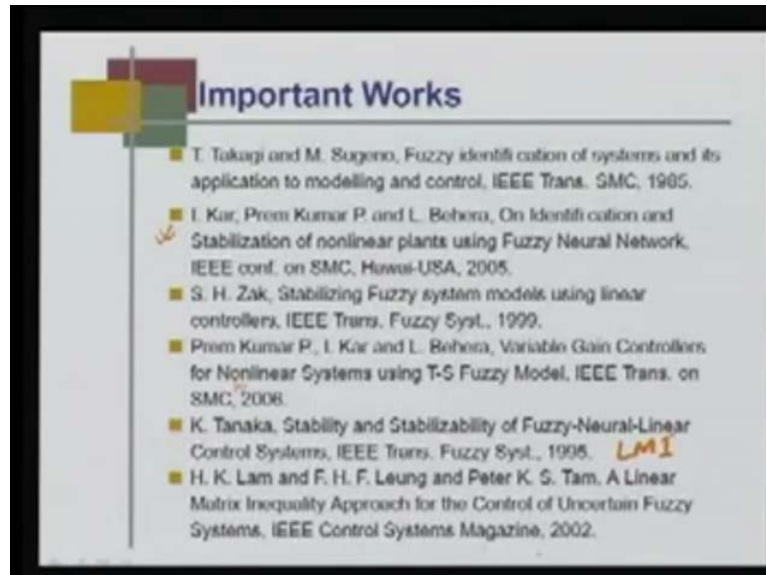 Important Works
T. Takagi and M. Sugeno, Fuzzy identifi cation of systems and its
application to modelling and control, IEEE Trans. SMC, 1985.
I. Kar, Prem Kumar P. and L. Behera, On Identifi cation and
Stabilization of nonlinear plants using Fuzzy Neural Network,
IEEE conf. on SMC, Hawai-USA, 2005.
S. H. Zak, Stabilizing Fuzzy system models using linear
controllers, IEEE Trans. Fuzzy Syst., 1999.
Prem Kumar P., I. Kar and L. Behera, Variable Gain Controllers
for Nonlinear Systems using T-S Fuzzy Model, IEEE Trans. on
SMC, 2006.
K. Tanaka, Stability and Stabilizability of Fuzzy-Neural-Linear
Control Systems, IEEE Trans. Fuzzy Syst., 1995. LMI
H. K. Lam and F. H. F. Leung and Peter K. S. Tam, A Linear
Matrix Inequality Approach for the Control of Uncertain Fuzzy
Systems, IEEE Control Systems Magazine, 2002.